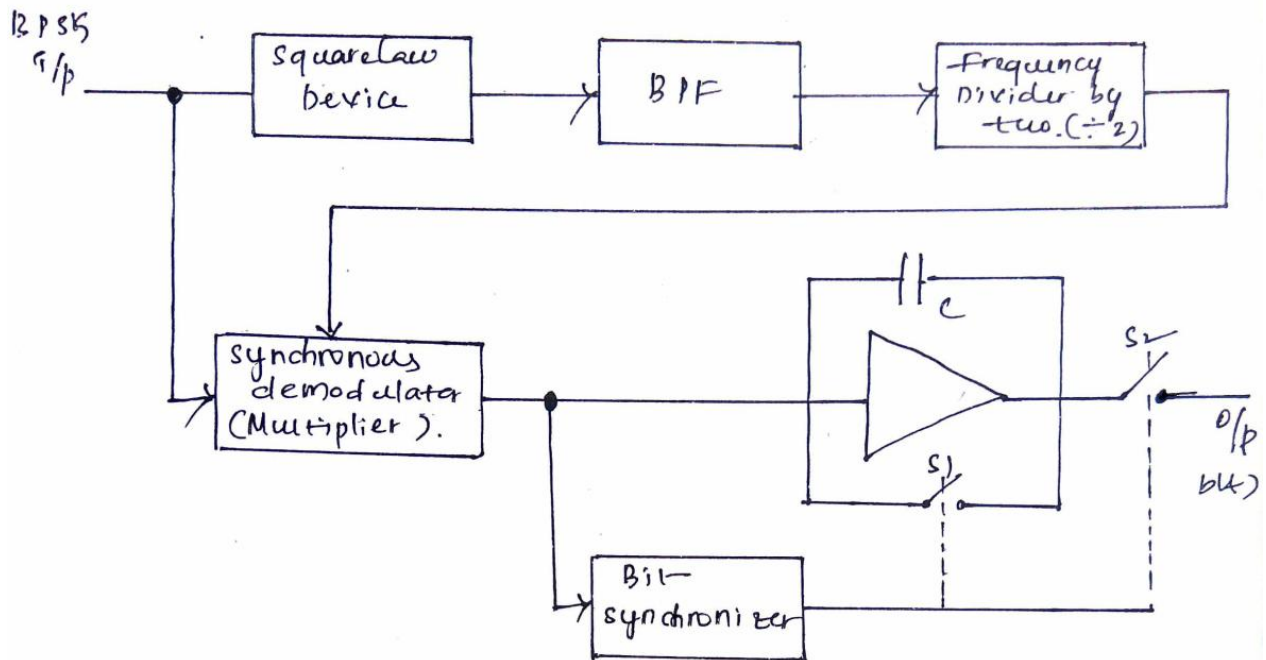 BPSK
i/p
Squarelaw
Device
BPF
Frequency
Divider by
two.(÷2)
Synchronous
demodulator
(Multiplier).
C
S2
S1
O/p
b(t)
Bit
synchronizer